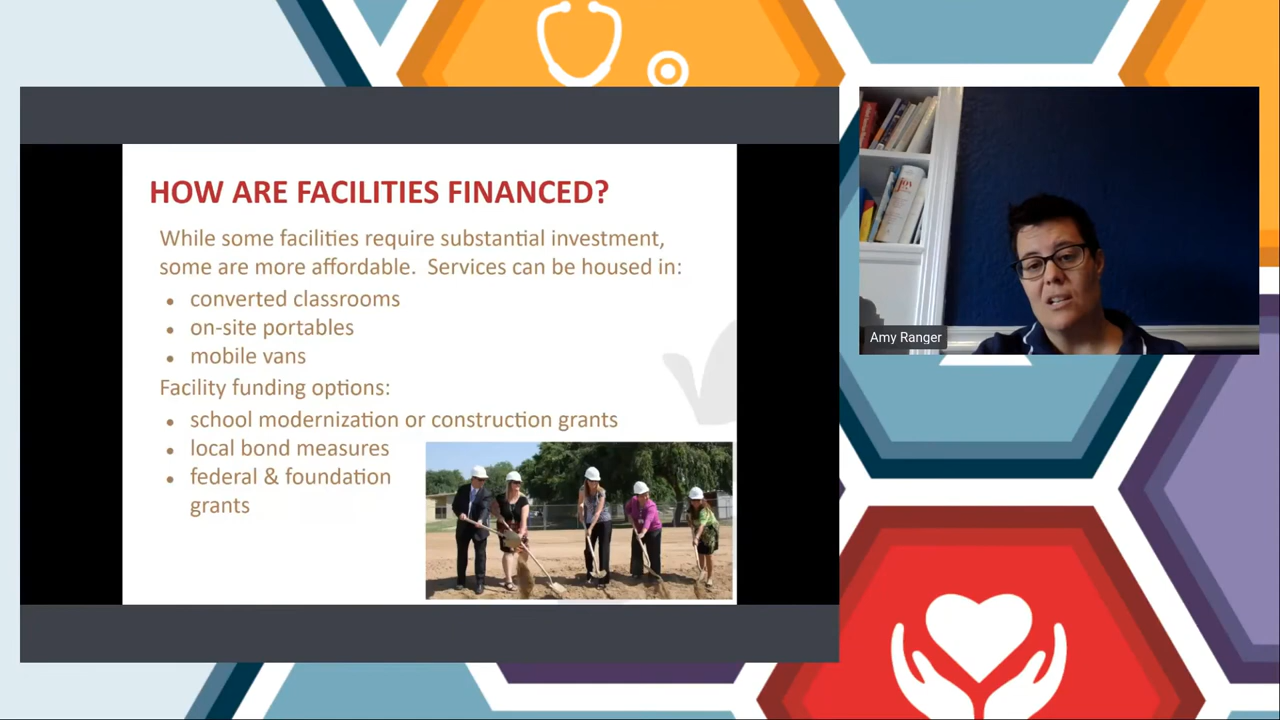 HOW ARE FACILITIES FINANCED?
While some facilities require substantial investment,
some are more affordable.  Services can be housed in:
• converted classrooms
• on-site portables
• mobile vans
Facility funding options:
• school modernization or construction grants
• local bond measures
• federal & foundation
grants
Amy Ranger